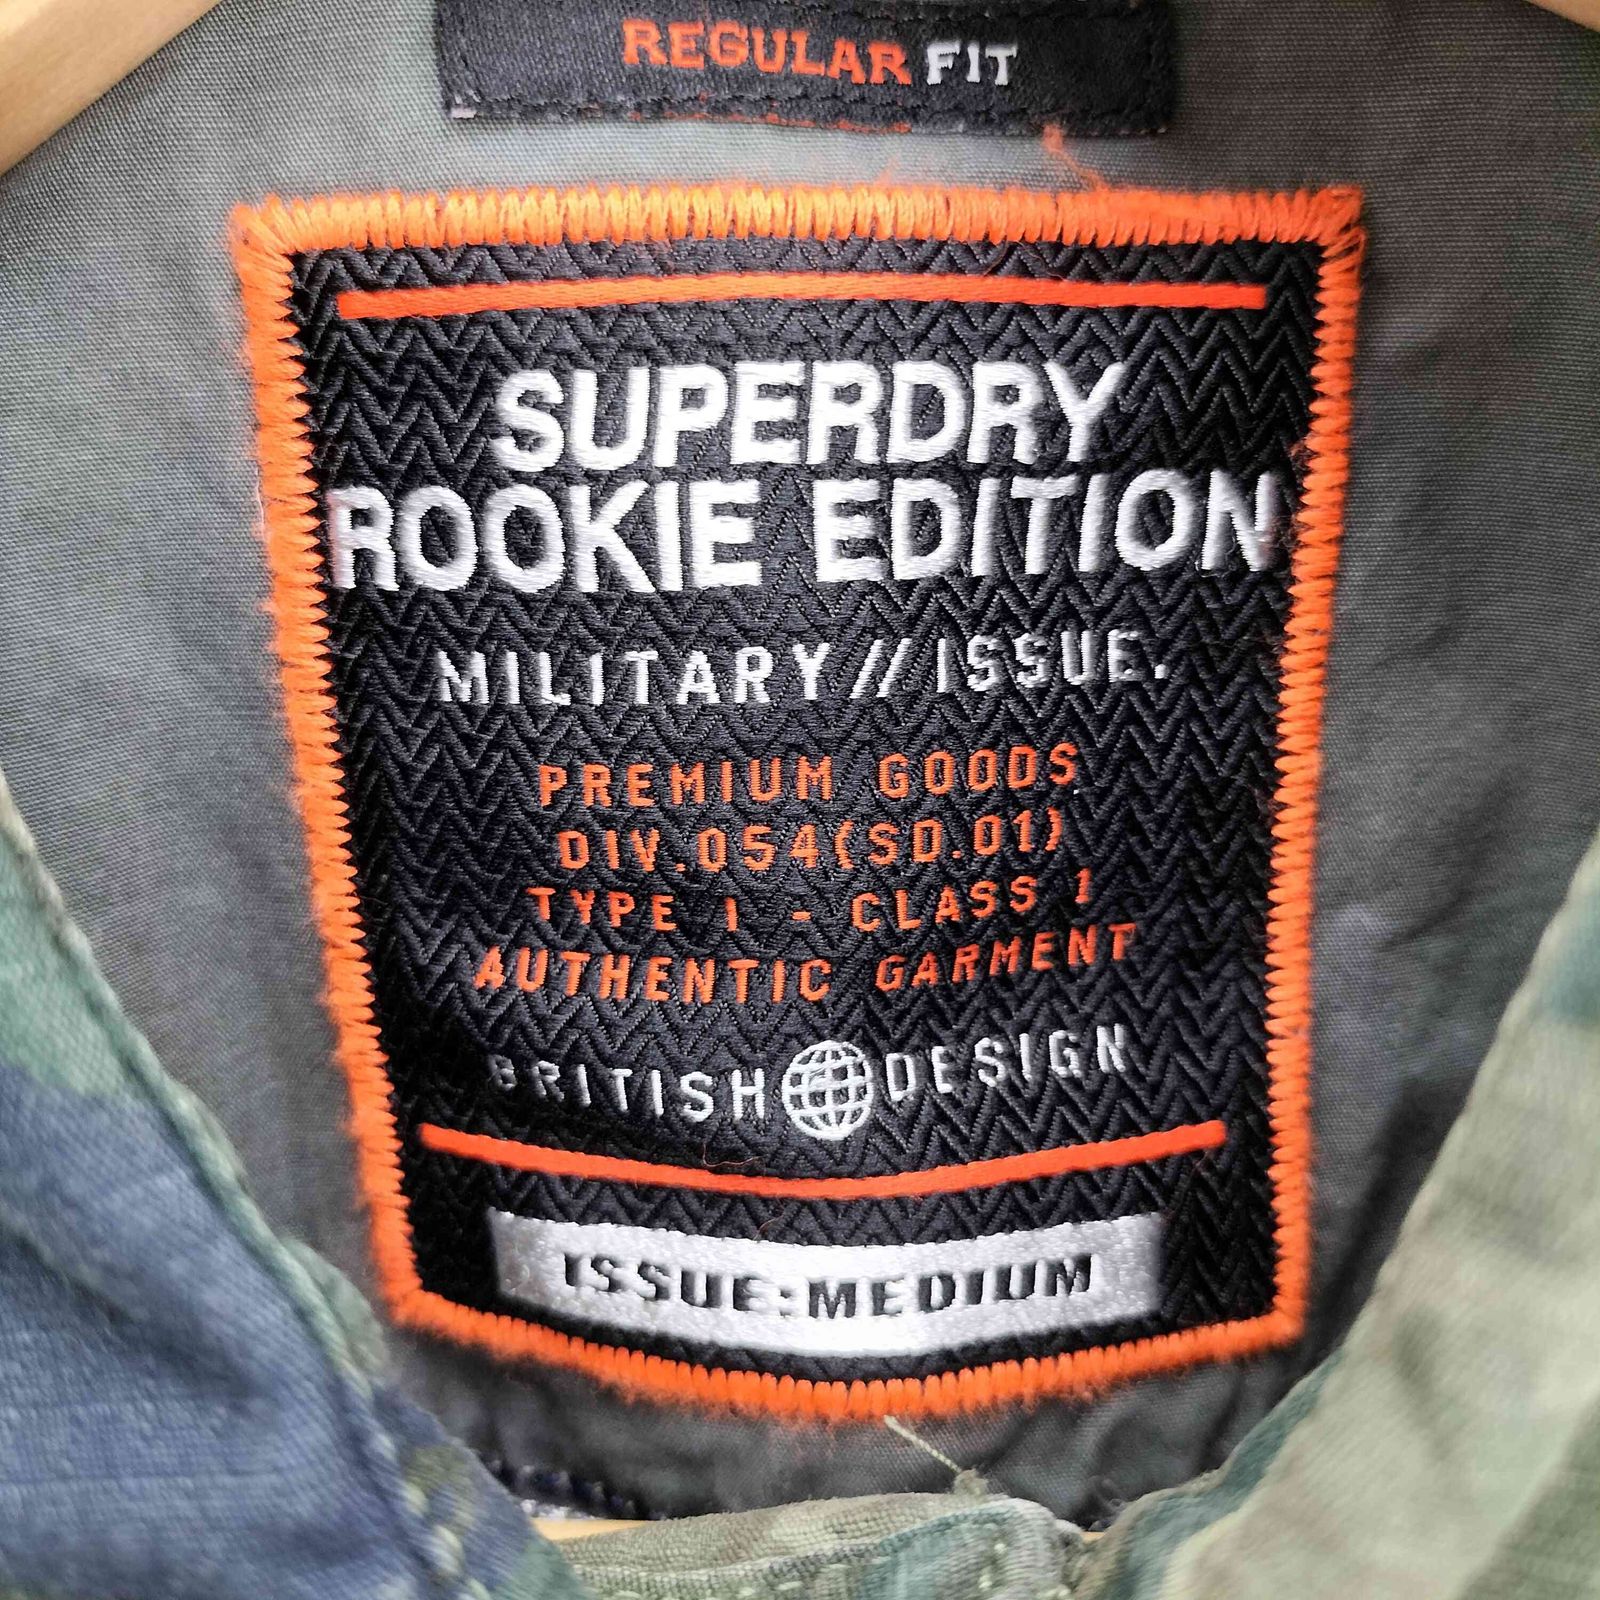 REGULAR FIT
SUPERDRY
ROOKIE EDITION
MILITARY//ISSUE.
PREMIUM GOODS
DIV.054(SD.01)
TYPE 1 - CLASS 1
AUTHENTIC GARMENT
BRITISH DESIGN
ISSUE:MEDIUM